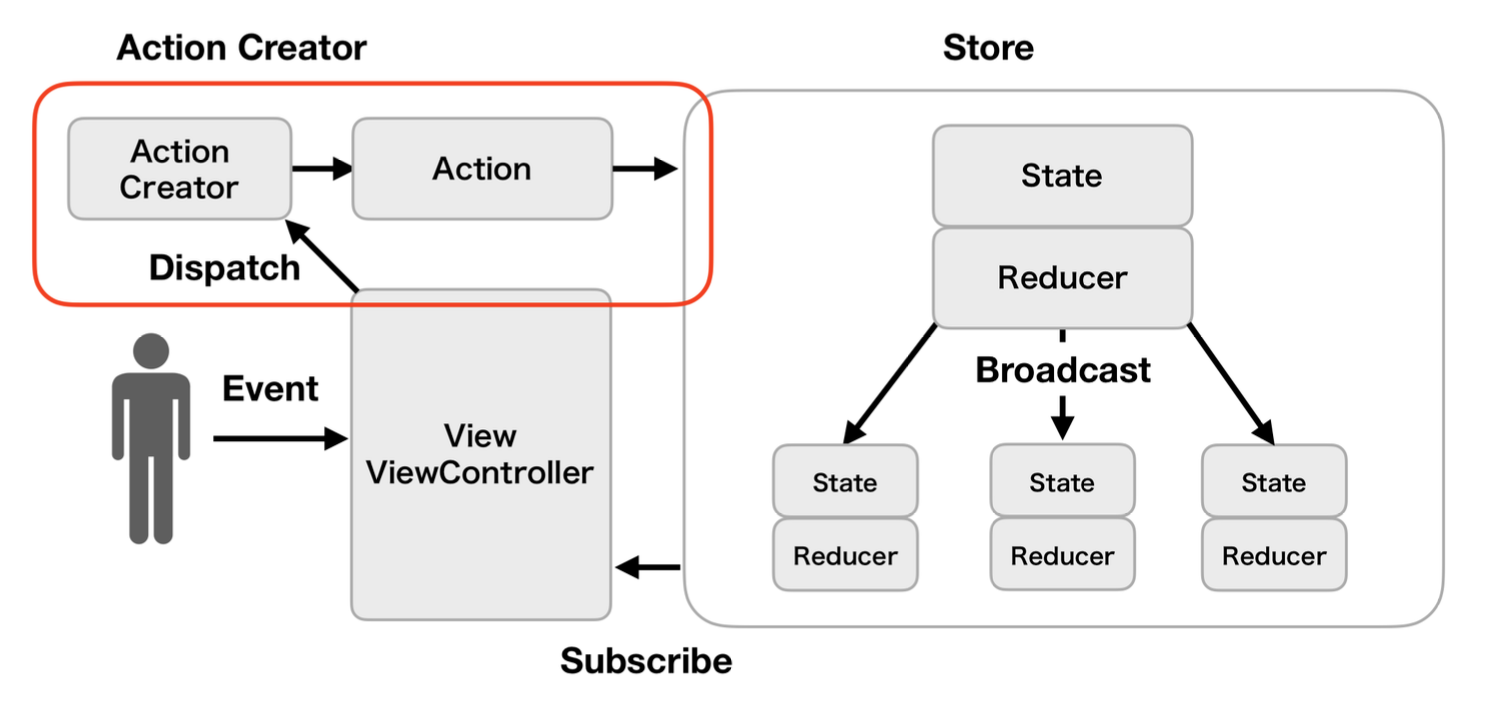 Action Creator
Store
Action
Creator
Action
State
Reducer
Dispatch
Broadcast
Event
View
ViewController
State
State
State
Reducer
Reducer
Reducer
Subscribe